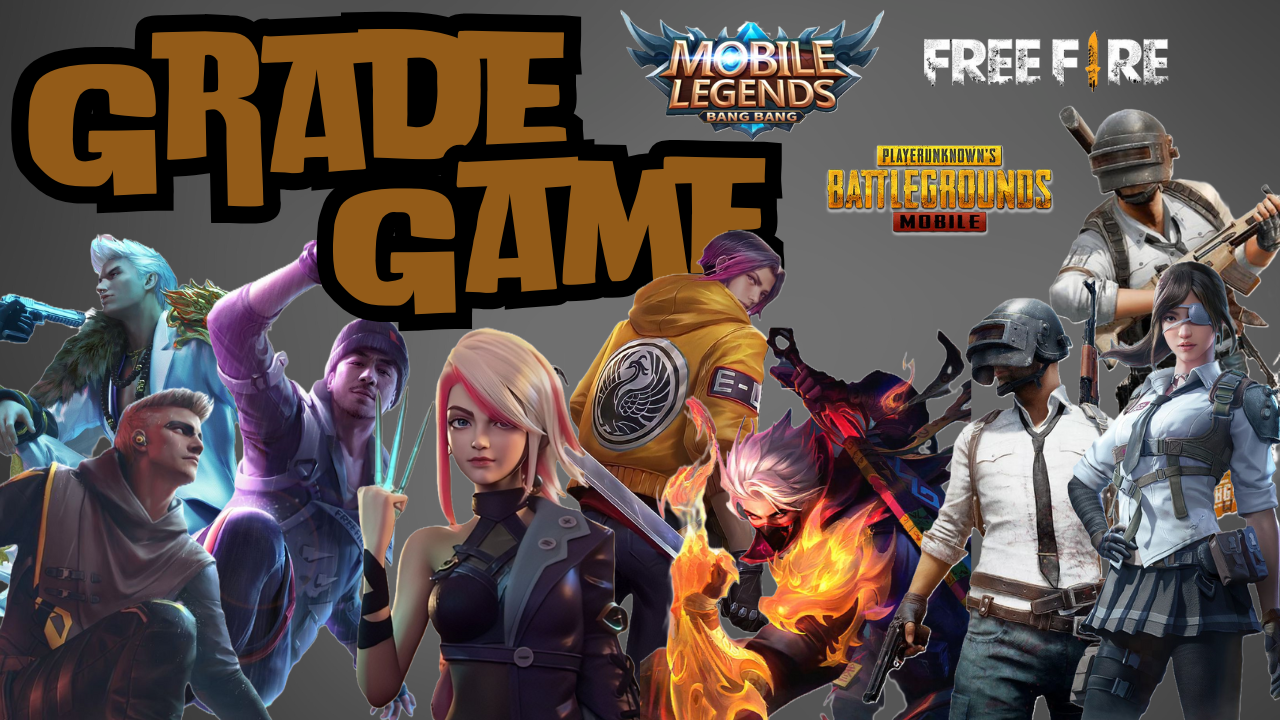 GRADE
GAME
MOBILE
LEGENDS
BANG BANG
FREE FIRE
PLAYERUNKNOWN'S
BATTLEGROUNDS
MOBILE